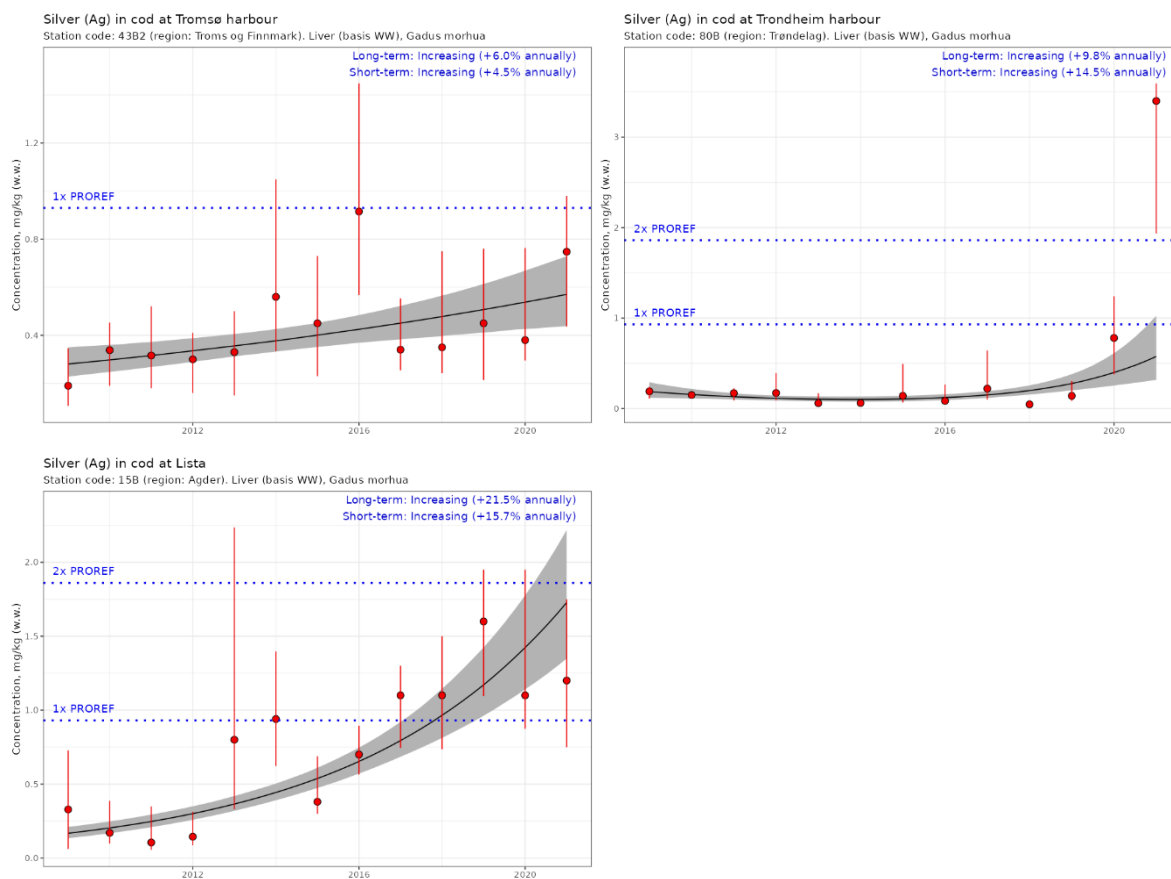 Silver (Ag) in cod at Tromsø harbour
Station code: 43B2 (region: Troms og Finnmark). Liver (basis WW), Gadus morhua
Long-term: Increasing (+6.0% annually)
Short-term: Increasing (+4.5% annually)
1.2
1x PROREF
0.8
0.4
Concentration, mg/kg (w.w.)
2012
2016
2020
Silver (Ag) in cod at Trondheim harbour
Station code: 80B (region: Trøndelag). Liver (basis WW), Gadus morhua
Long-term: Increasing (+9.8% annually)
Short-term: Increasing (+14.5% annually)
3
2
2x PROREF
1x PROREF
1
0
Concentration, mg/kg (w.w.)
2012
2016
2020
Silver (Ag) in cod at Lista
Station code: 15B (region: Agder). Liver (basis WW), Gadus morhua
Long-term: Increasing (+21.5% annually)
Short-term: Increasing (+15.7% annually)
2.0
2x PROREF
1.5
1.0
1x PROREF
0.5
0.0
Concentration, mg/kg (w.w.)
2012
2016
2020